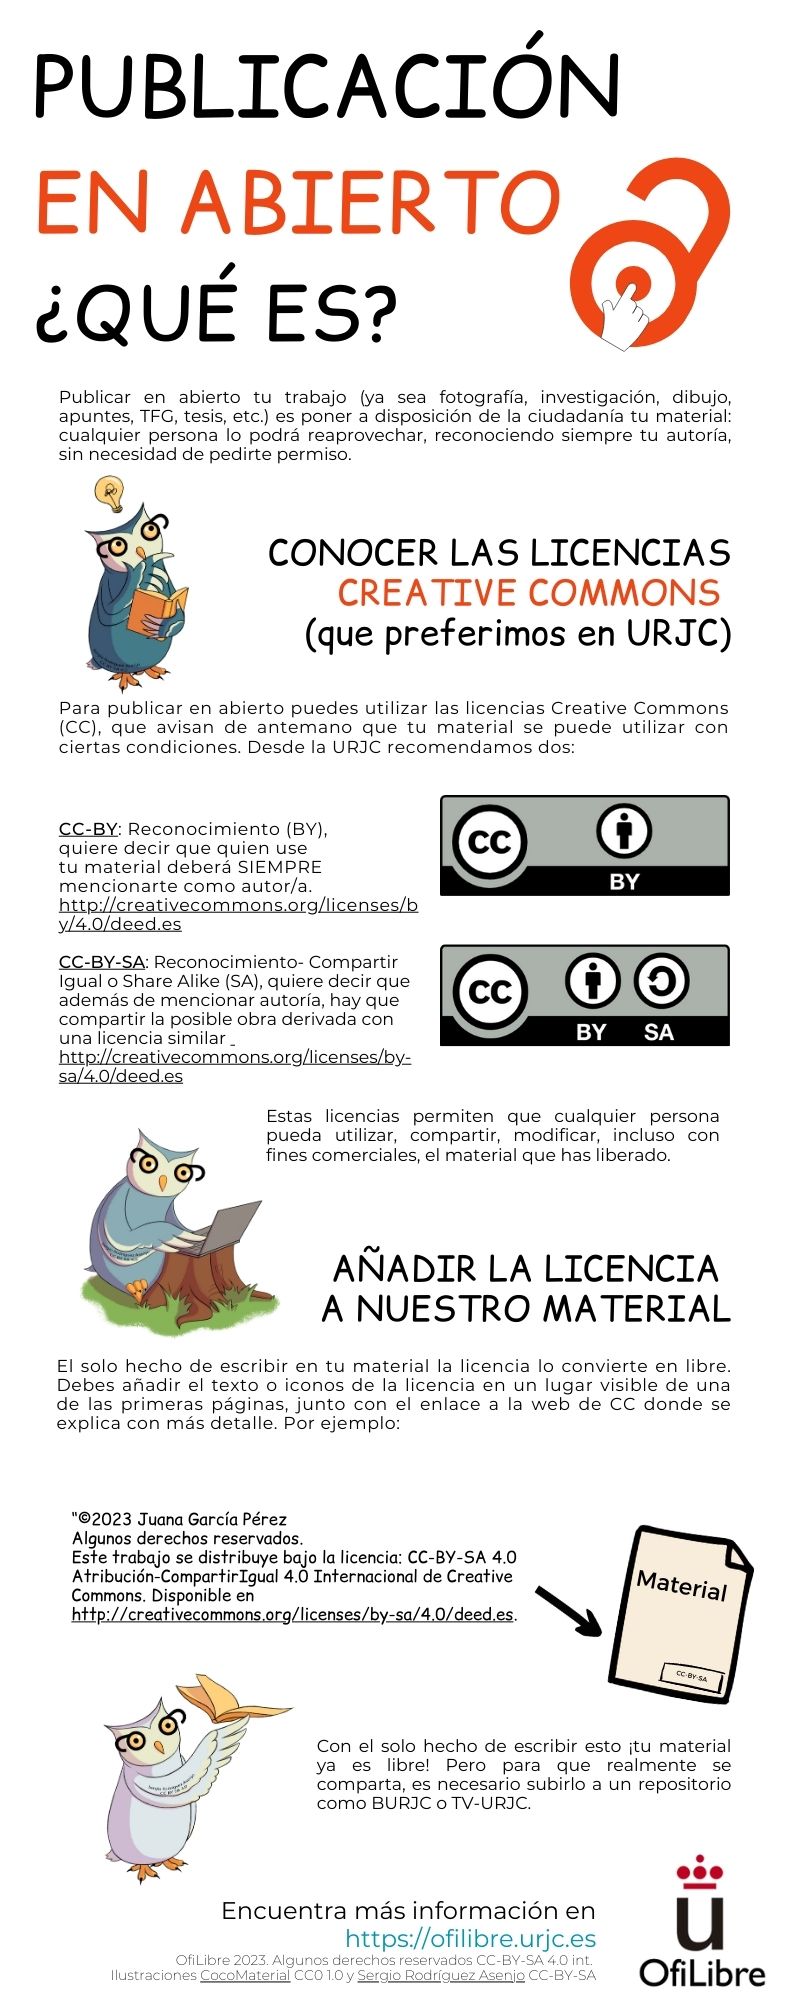 PUBLICACIÓN
EN ABIERTO
¿QUÉ ES?
Publicar en abierto tu trabajo (ya sea fotografía, investigación, dibujo,
apuntes, TFG, tesis, etc.) es poner a disposición de la ciudadanía tu material:
cualquier persona lo podrá reaprovechar, reconociendo siempre tu autoría,
sin necesidad de pedirte permiso.
CONOCER LAS LICENCIAS
CREATIVE COMMONS
(que preferimos en URJC)
Para publicar en abierto puedes utilizar las licencias Creative Commons
(CC), que avisan de antemano que tu material se puede utilizar con
ciertas condiciones. Desde la URJC recomendamos dos:
CC-BY: Reconocimiento (BY),
quiere decir que quien use
tu material deberá SIEMPRE
mencionarte como autor/a.
http://creativecommons.org/licenses/b
y/4.0/deed.es
CC
BY
CC-BY-SA: Reconocimiento- Compartir
Igual o Share Alike (SA), quiere decir que
además de mencionar autoría, hay que
compartir la posible obra derivada con
una licencia similar
http://creativecommons.org/licenses/by-
sa/4.0/deed.es
CC
BY SA
Estas licencias permiten que cualquier persona
pueda utilizar, compartir, modificar, incluso con
fines comerciales, el material que has liberado.
AÑADIR LA LICENCIA
A NUESTRO MATERIAL
El solo hecho de escribir en tu material la licencia lo convierte en libre.
Debes añadir el texto o iconos de la licencia en un lugar visible de una
de las primeras páginas, junto con el enlace a la web de CC donde se
explica con más detalle. Por ejemplo:
"©2023 Juana García Pérez
Algunos derechos reservados.
Este trabajo se distribuye bajo la licencia: CC-BY-SA 4.0
Atribución-CompartirIgual 4.0 Internacional de Creative
Commons. Disponible en
http://creativecommons.org/licenses/by-sa/4.0/deed.es.
Material
CC-BY-SA
Con el solo hecho de escribir esto ¡tu material
ya es libre! Pero para que realmente se
comparta, es necesario subirlo a un repositorio
como BURJC o TV-URJC.
Encuentra más información en
https://ofilibre.urjc.es
OfiLibre 2023. Algunos derechos reservados CC-BY-SA 4.0 int.
Ilustraciones CocoMaterial CC0 1.0 y Sergio Rodríguez Asenjo CC-BY-SA
u
OfiLibre